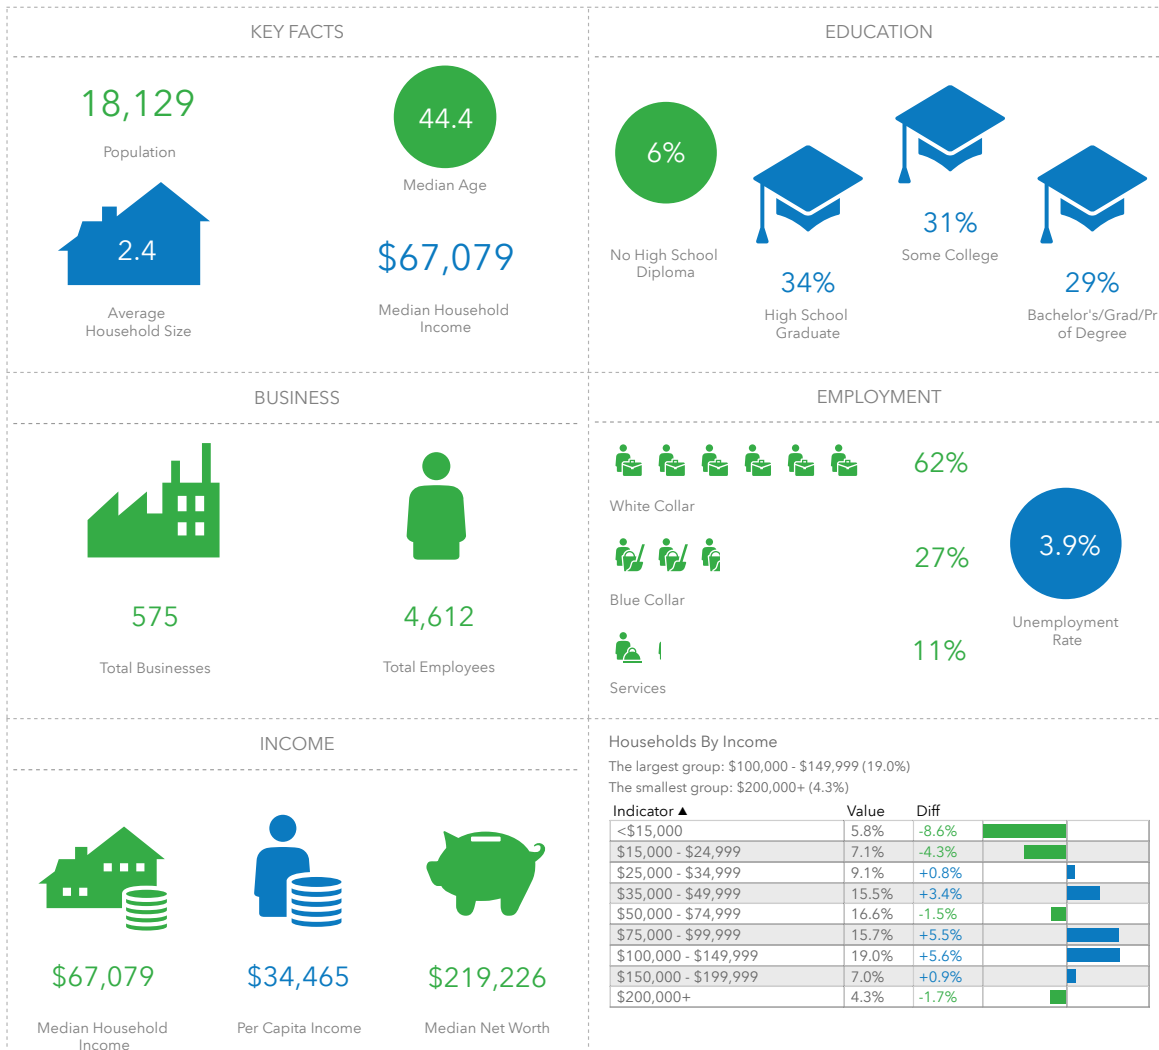 KEY FACTS
18,129
Population
44.4
Median Age
2.4
Average
Household Size
$67,079
Median Household
Income
EDUCATION
6%
No High School
Diploma
34%
High School
Graduate
31%
Some College
29%
Bachelor's/Grad/Pr
of Degree
BUSINESS
575
Total Businesses
4,612
Total Employees
EMPLOYMENT
62%
White Collar
27%
Blue Collar
11%
Services
3.9%
Unemployment
Rate
INCOME
$67,079
Median Household
Income
$34,465
Per Capita Income
$219,226
Median Net Worth
Households By Income
The largest group: $100,000 - $149,999 (19.0%)
The smallest group: $200,000+ (4.3%)
Indicator ▲ Value Diff
<$15,000 5.8% -8.6%
$15,000 - $24,999 7.1% -4.3%
$25,000 - $34,999 9.1% +0.8%
$35,000 - $49,999 15.5% +3.4%
$50,000 - $74,999 16.6% -1.5%
$75,000 - $99,999 15.7% +5.5%
$100,000 - $149,999 19.0% +5.6%
$150,000 - $199,999 7.0% +0.9%
$200,000+ 4.3% -1.7%